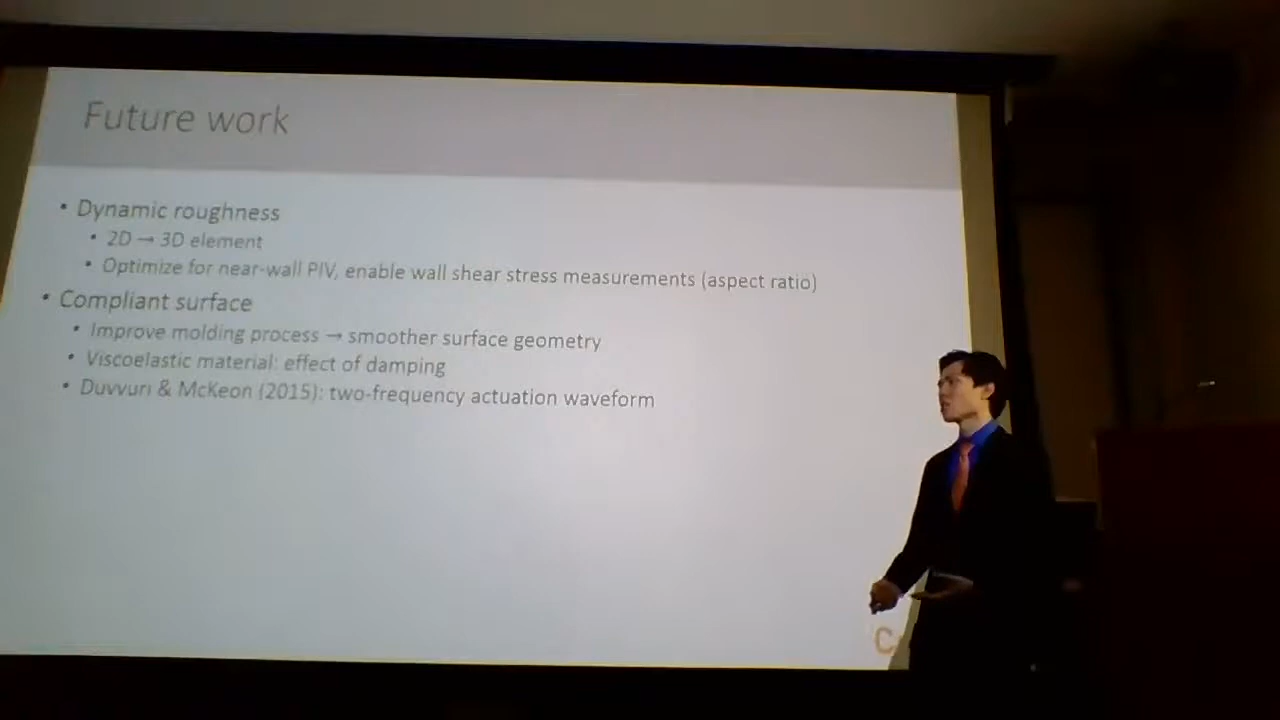 Future work
• Dynamic roughness
• 2D → 3D element
• Optimize for near-wall PIV, enable wall shear stress measurements (aspect ratio)
• Compliant surface
• Improve molding process → smoother surface geometry
• Viscoelastic material: effect of damping
• Duvvuri & McKeon (2015): two-frequency actuation waveform